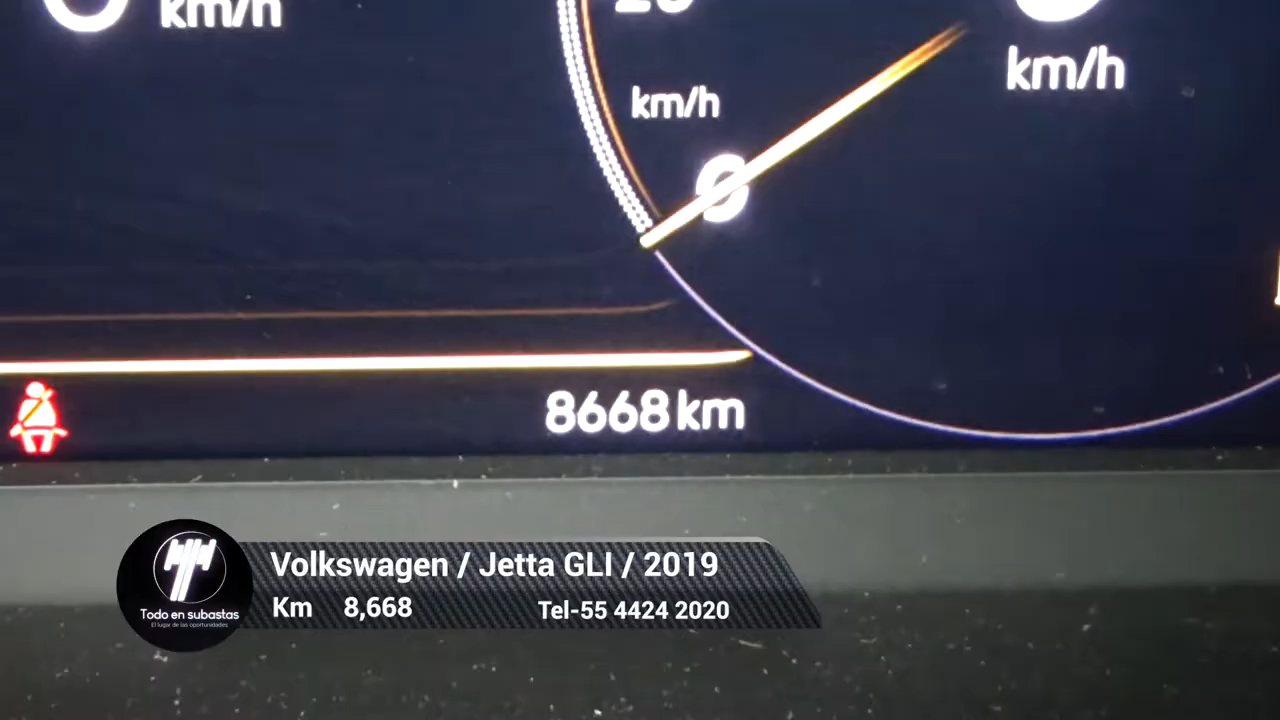 km/h
20
km/h
km/h
0
8668 km
Volkswagen / Jetta GLI / 2019
Km 8,668
Tel-55 4424 2020
Todo en subastas
El lugar de las oportunidades